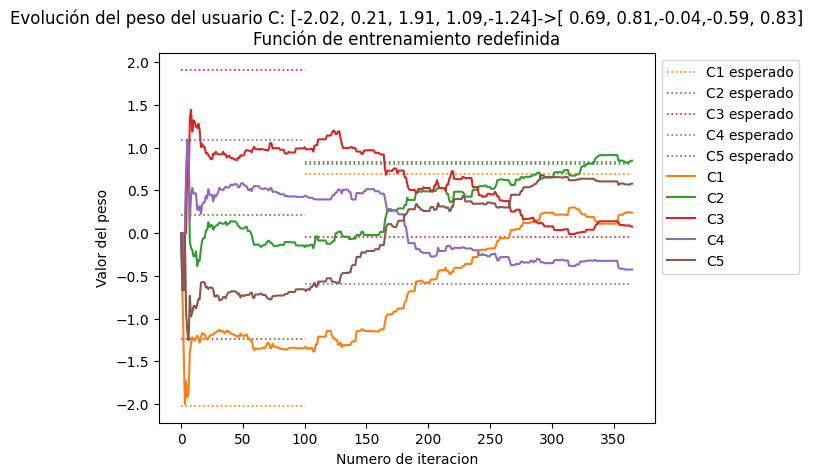 Evolución del peso del usuario C: [-2.02, 0.21, 1.91, 1.09,-1.24]->[ 0.69, 0.81,-0.04,-0.59, 0.83]
Función de entrenamiento redefinida
2.0
1.5
1.0
0.5
0.0
−0.5
−1.0
−1.5
−2.0
Valor del peso
0 50 100 150 200 250 300 350
Numero de iteracion
C1 esperado
C2 esperado
C3 esperado
C4 esperado
C5 esperado
C1
C2
C3
C4
C5